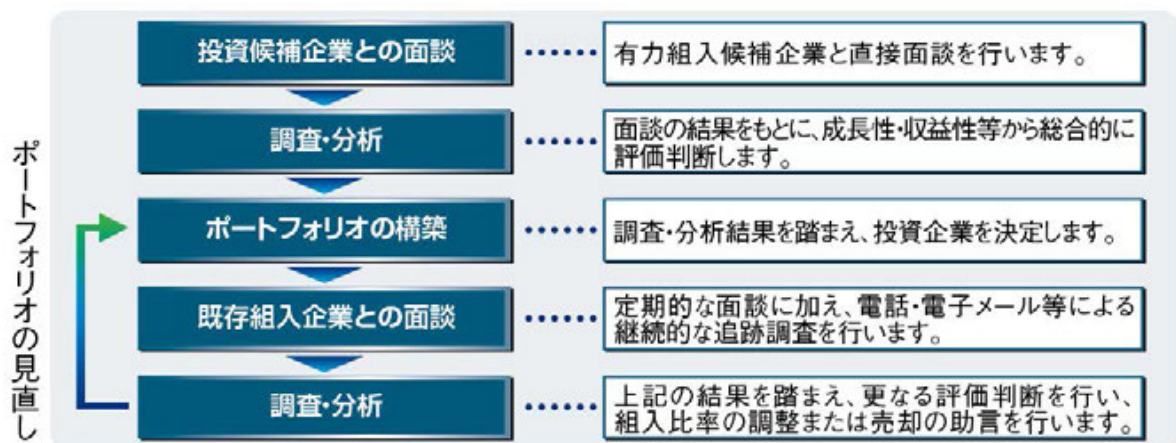 投資候補企業との面談
有力組入候補企業と直接面談を行います。
調査・分析
面談の結果をもとに、成長性・収益性等から総合的に
評価判断します。
ポートフォリオの構築
調査・分析結果を踏まえ、投資企業を決定します。
既存組入企業との面談
定期的な面談に加え、電話・電子メール等による
継続的な追跡調査を行います。
調査・分析
上記の結果を踏まえ、更なる評価判断を行い、
組入比率の調整または売却の助言を行います。
ポートフォリオの見直し